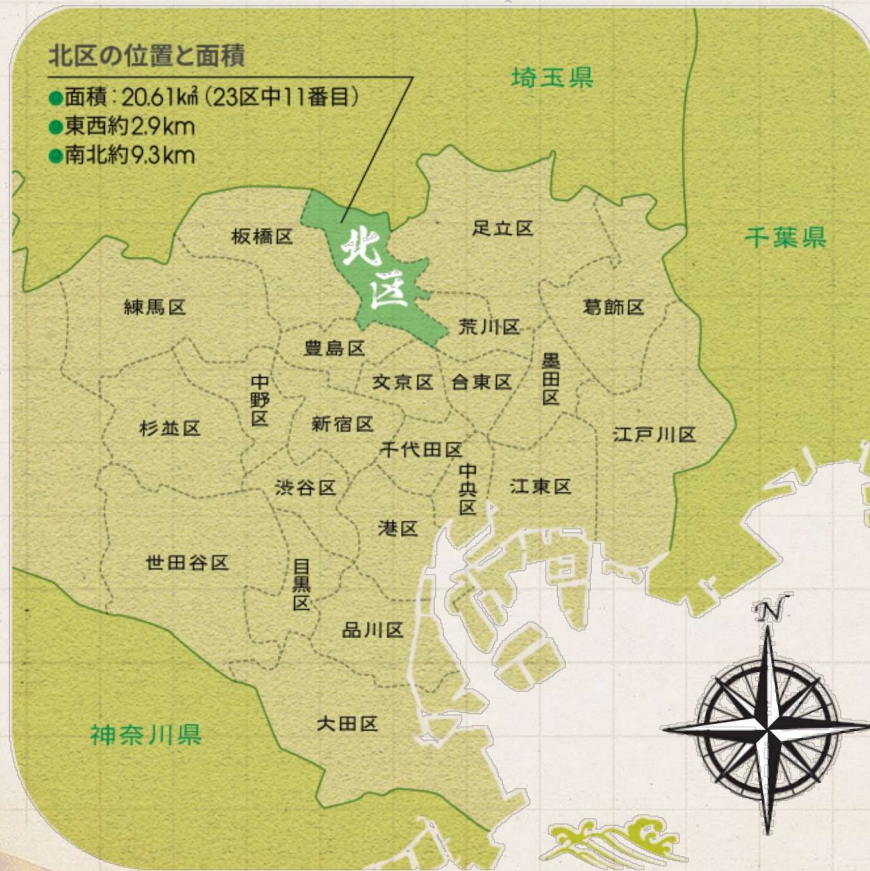 北区の位置と面積
●面積：20.61㎢（23区中11番目）
●東西約2.9km
●南北約9.3km
埼玉県
千葉県
神奈川県
北区
板橋区
足立区
練馬区
葛飾区
荒川区
豊島区
墨田区
中野区
文京区
台東区
杉並区
新宿区
江戸川区
千代田区
中央区
渋谷区
江東区
港区
世田谷区
目黒区
品川区
大田区
N